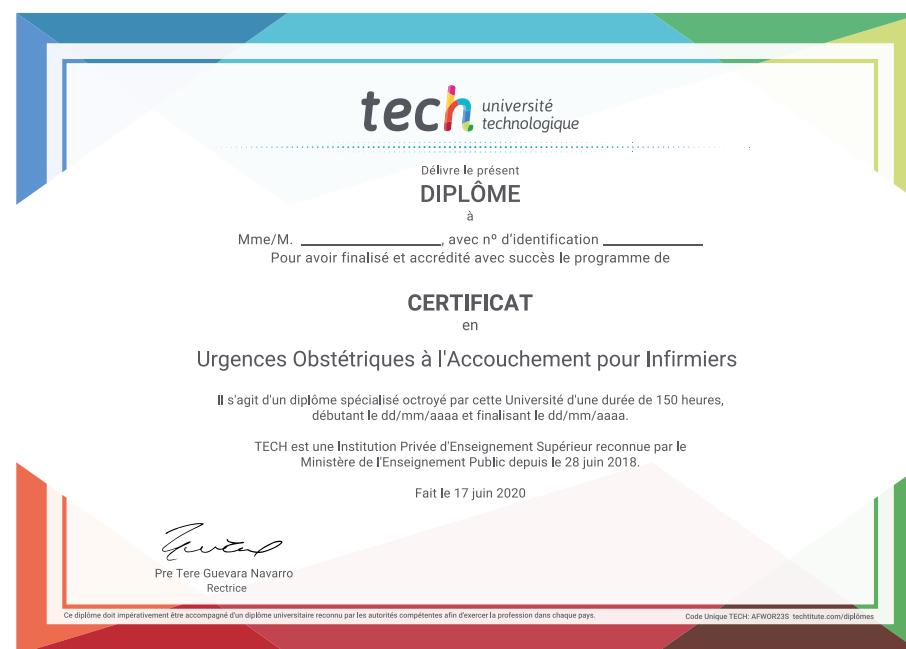 tech université
technologique
Délivre le présent
DIPLÔME
à
Mme/M. ____________________, avec nº d'identification ______________
Pour avoir finalisé et accrédité avec succès le programme de
CERTIFICAT
en
Urgences Obstétriques à l'Accouchement pour Infirmiers
Il s'agit d'un diplôme spécialisé octroyé par cette Université d'une durée de 150 heures,
débutant le dd/mm/aaaa et finalisant le dd/mm/aaaa.
TECH est une Institution Privée d'Enseignement Supérieur reconnue par le
Ministère de l'Enseignement Public depuis le 28 juin 2018.
Fait le 17 juin 2020
Pre Tere Guevara Navarro
Rectrice
Ce diplôme doit impérativement être accompagné d'un diplôme universitaire reconnu par les autorités compétentes afin d'exercer la profession dans chaque pays.
Code Unique TECH: AFWOR23S techtitute.com/diplômes